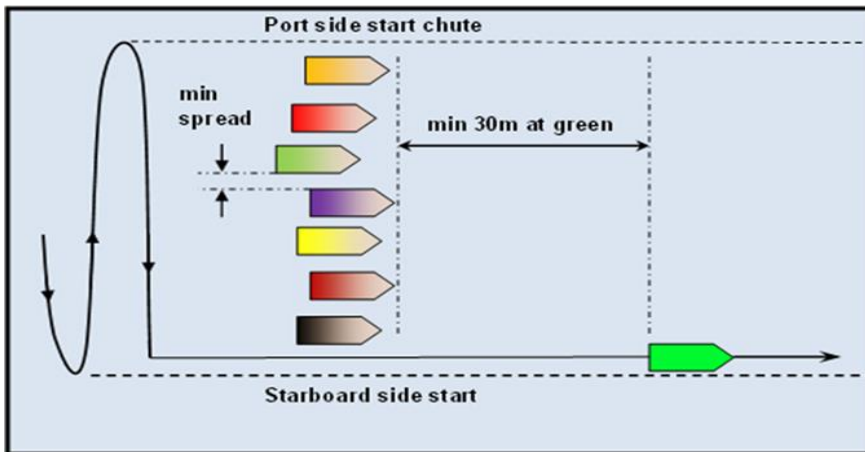 Port side start chute
min
spread
min 30m at green
Starboard side start